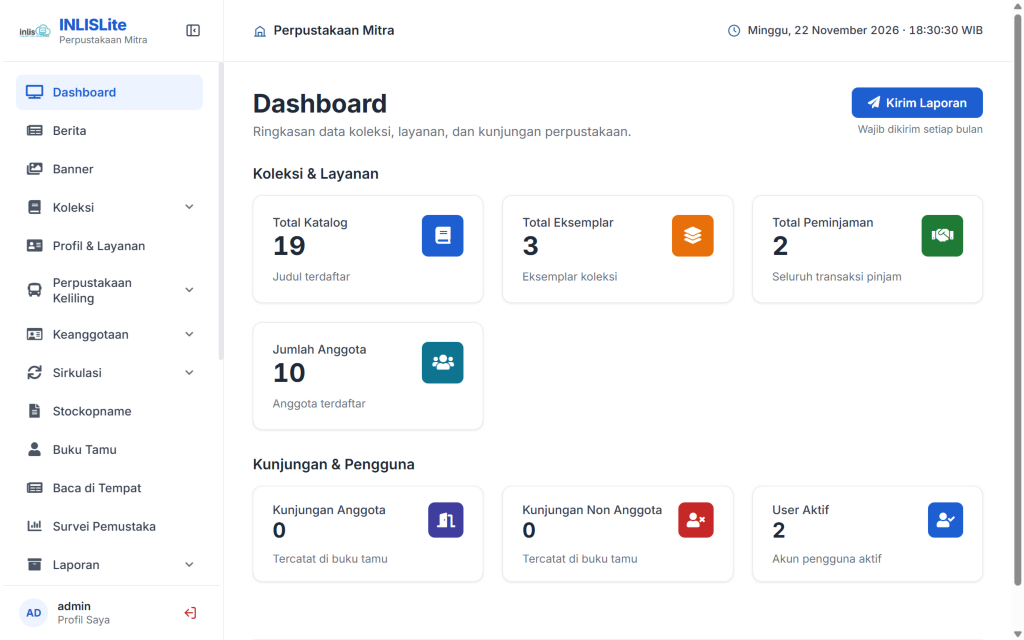 inlis
INLISLite
Perpustakaan Mitra
Perpustakaan Mitra
Minggu, 22 November 2026 · 18:30:30 WIB
Dashboard
Berita
Banner
Koleksi
Profil & Layanan
Perpustakaan
Keliling
Keanggotaan
Sirkulasi
Stockopname
Buku Tamu
Baca di Tempat
Survei Pemustaka
Laporan
AD
admin
Profil Saya
Dashboard
Ringkasan data koleksi, layanan, dan kunjungan perpustakaan.
Kirim Laporan
Wajib dikirim setiap bulan
Koleksi & Layanan
Total Katalog
19
Judul terdaftar
Total Eksemplar
3
Eksemplar koleksi
Total Peminjaman
2
Seluruh transaksi pinjam
Jumlah Anggota
10
Anggota terdaftar
Kunjungan & Pengguna
Kunjungan Anggota
0
Tercatat di buku tamu
Kunjungan Non Anggota
0
Tercatat di buku tamu
User Aktif
2
Akun pengguna aktif